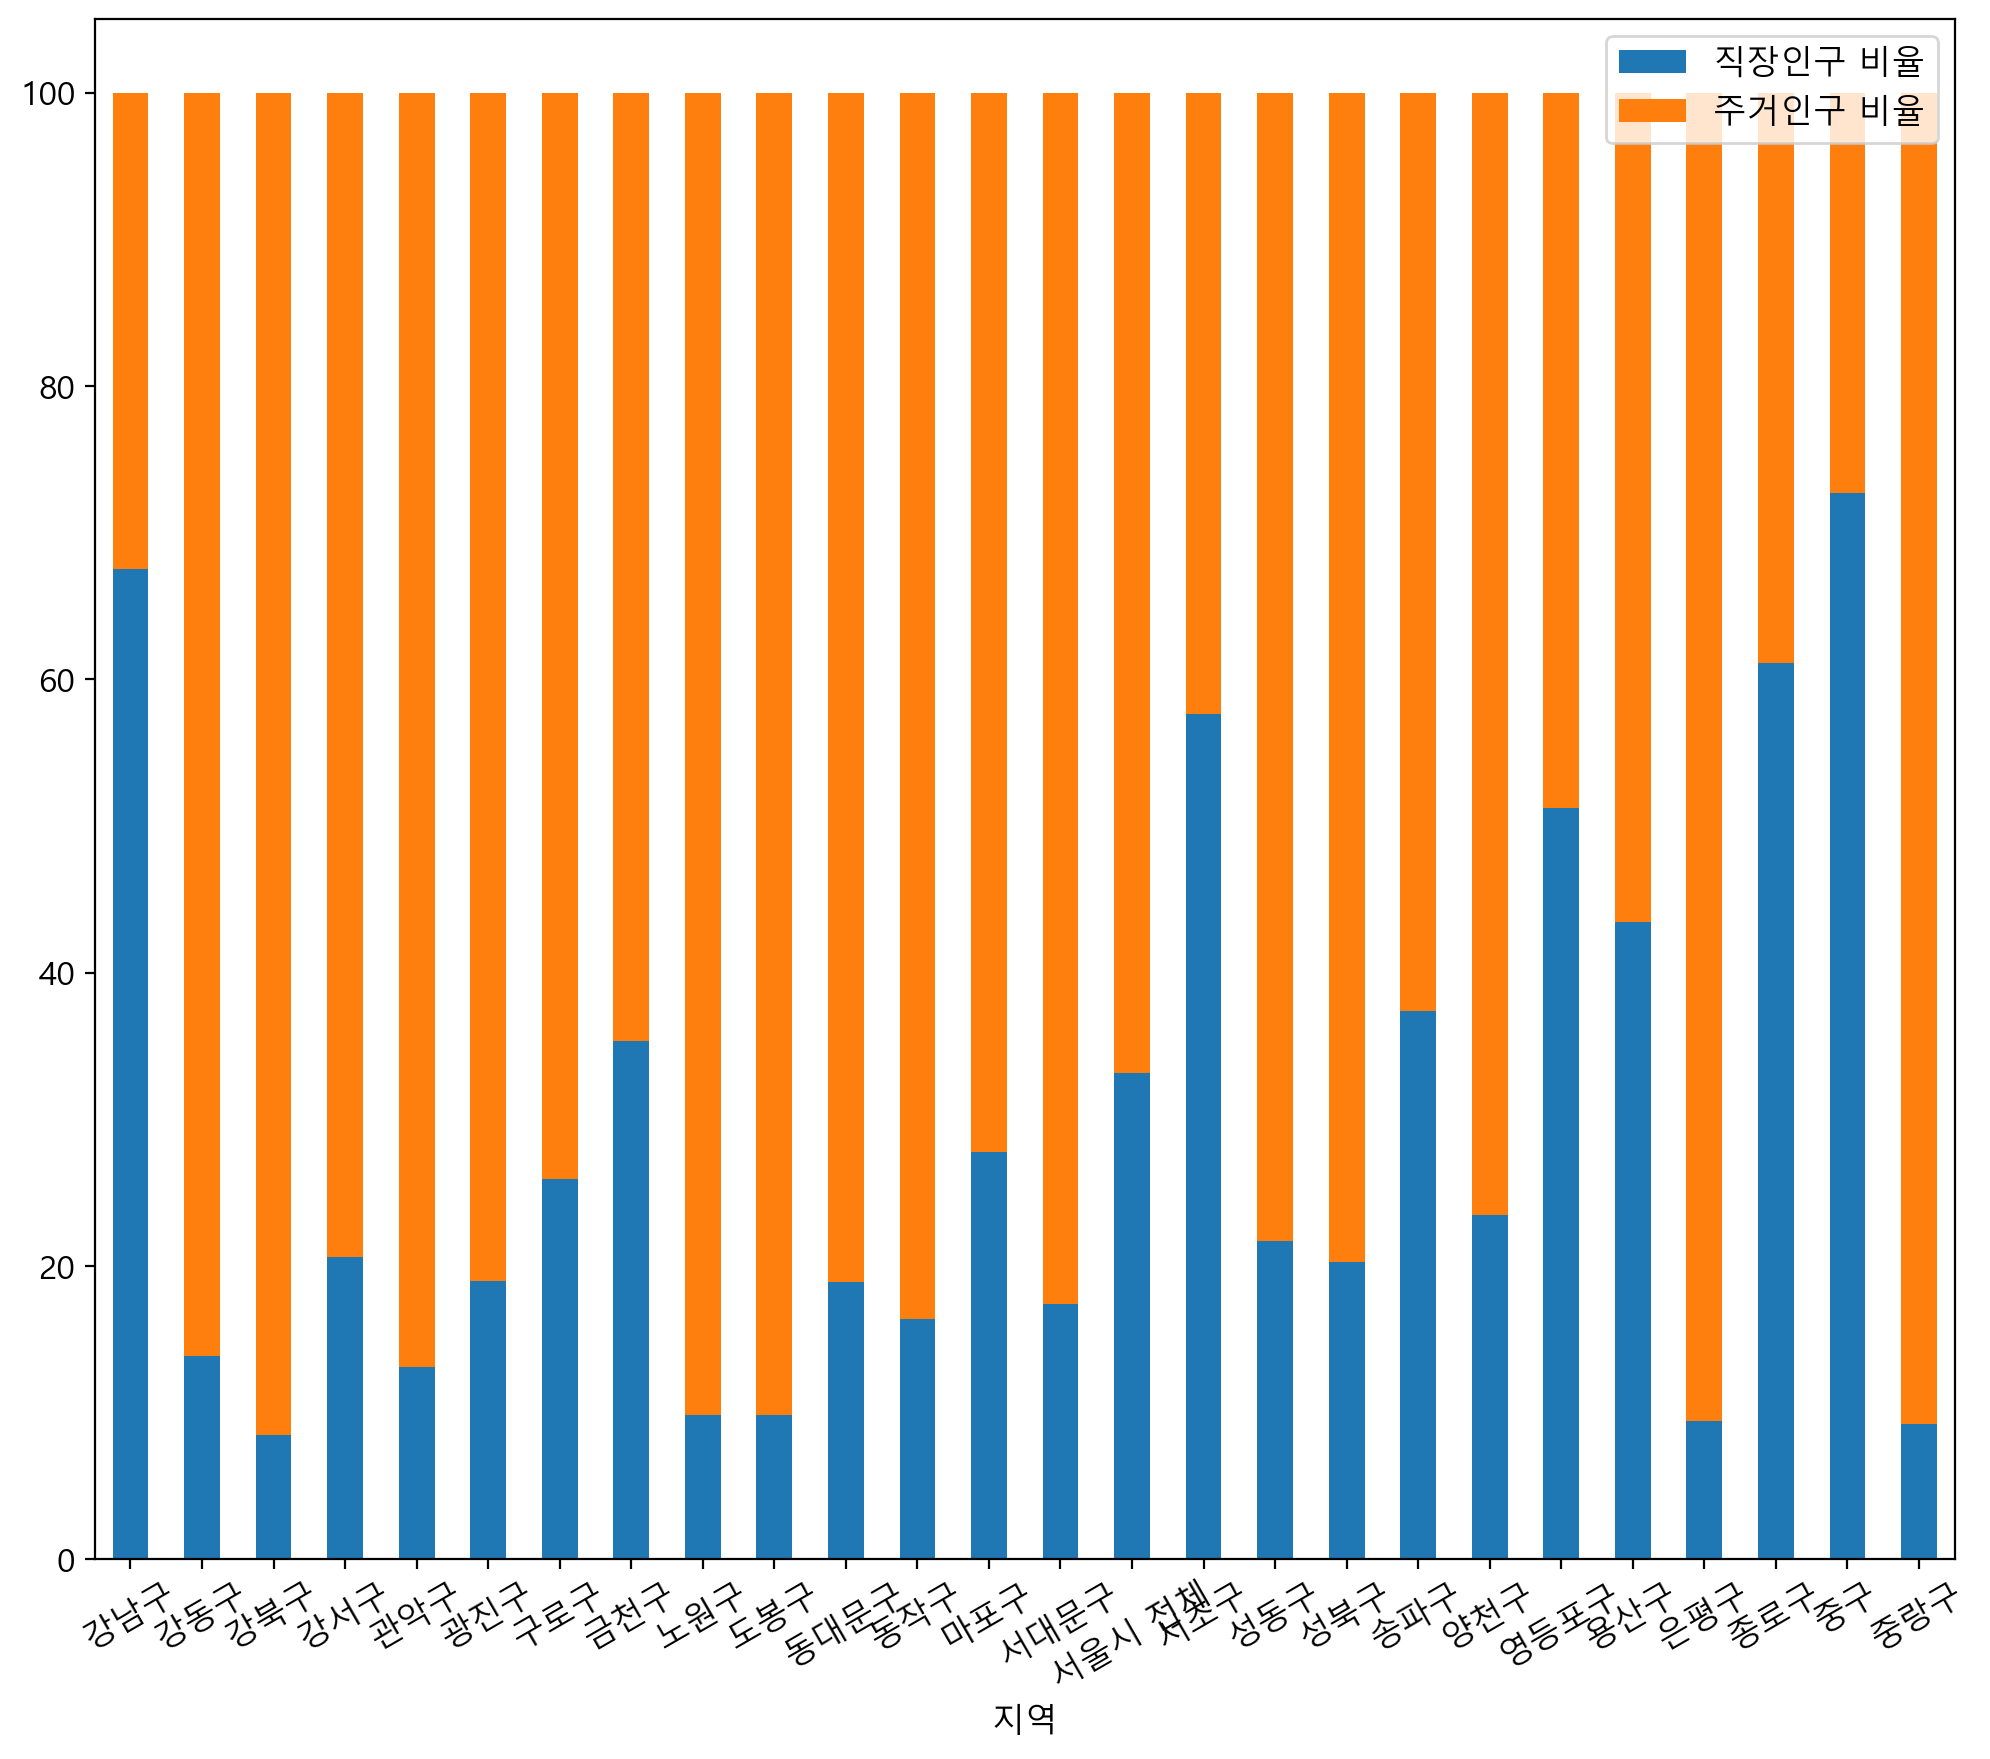 직장인구 비율
주거인구 비율
100
80
60
40
20
0
강남구
강동구
강북구
강서구
관악구
광진구
구로구
금천구
노원구
도봉구
동대문구
동작구
마포구
서대문구
서울시 전체
서초구
성동구
성북구
송파구
양천구
영등포구
용산구
은평구
종로구
중구
중랑구
지역